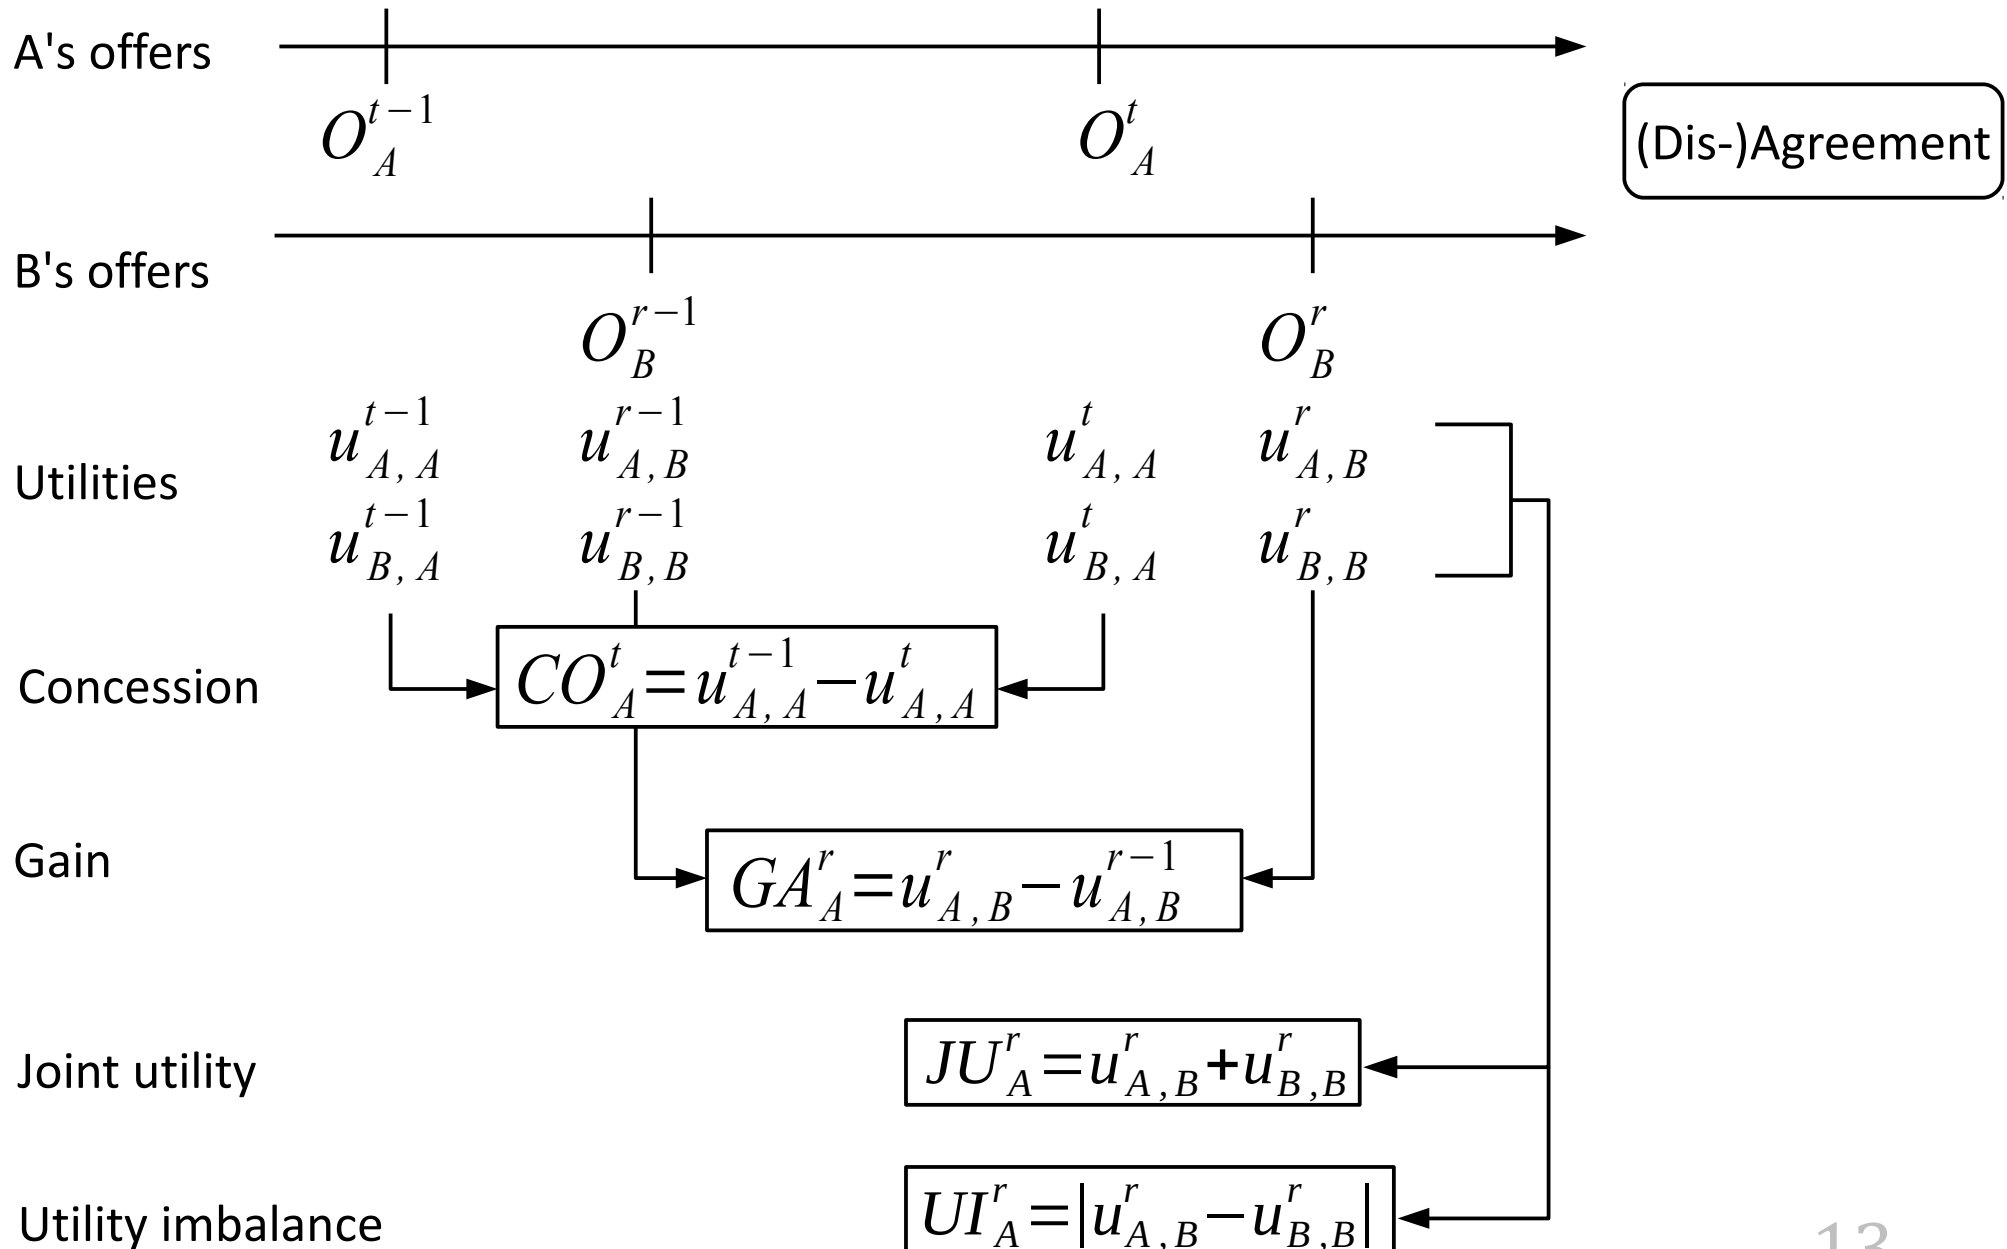 A's offers
O_A^{t-1} O_A^t
(Dis-)Agreement
B's offers
O_B^{r-1} O_B^r
Utilities
u_{A,A}^{t-1} u_{A,B}^{r-1} u_{A,A}^t u_{A,B}^r
u_{B,A}^{t-1} u_{B,B}^{r-1} u_{B,A}^t u_{B,B}^r
Concession
CO_A^t = u_{A,A}^{t-1} - u_{A,A}^t
Gain
GA_A^r = u_{A,B}^r - u_{A,B}^{r-1}
Joint utility
JU_A^r = u_{A,B}^r + u_{B,B}^r
Utility imbalance
UI_A^r = |u_{A,B}^r - u_{B,B}^r|
13